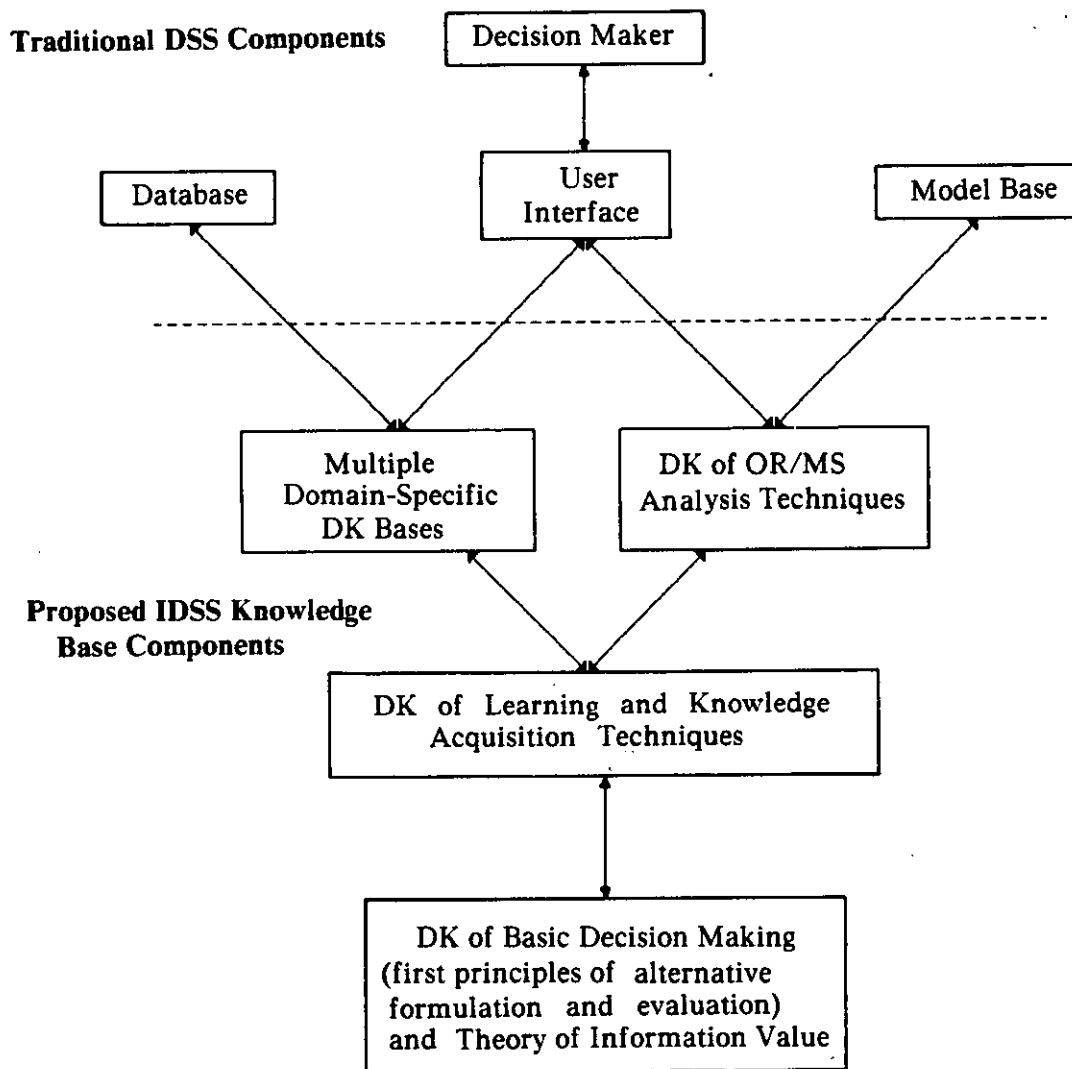 Traditional DSS Components
Decision Maker
Database
User
Interface
Model Base
Multiple
Domain-Specific
DK Bases
DK of OR/MS
Analysis Techniques
Proposed IDSS Knowledge
Base Components
DK of Learning and Knowledge
Acquisition Techniques
DK of Basic Decision Making
(first principles of alternative
formulation and evaluation)
and Theory of Information Value